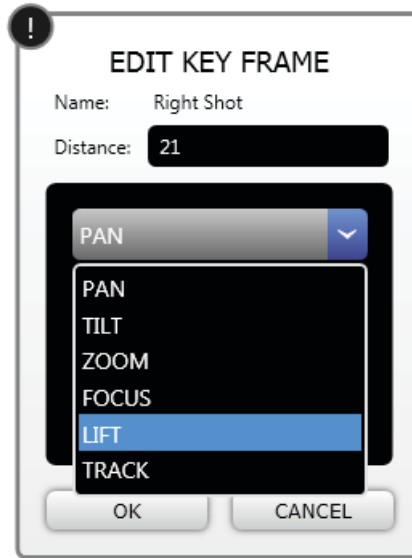 !
EDIT KEY FRAME
Name: Right Shot
Distance: 21
PAN
PAN
TILT
ZOOM
FOCUS
LIFT
TRACK
OK CANCEL